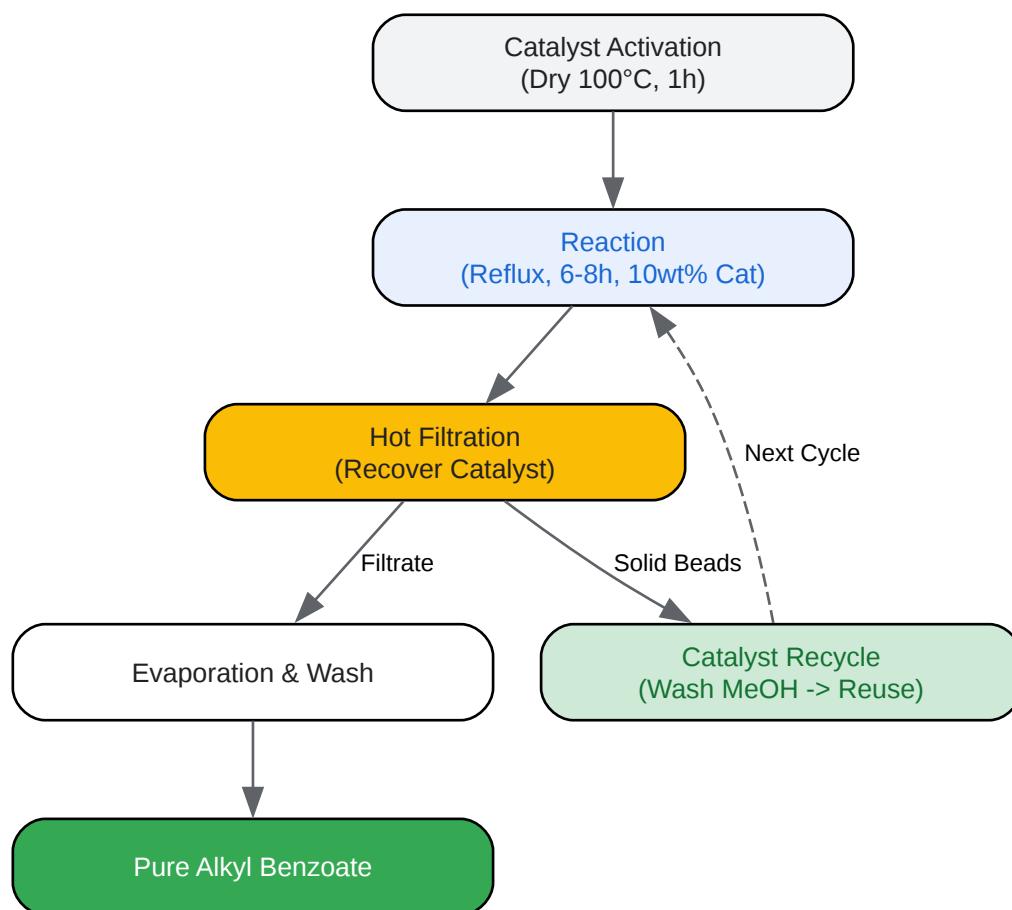 Catalyst Activation
(Dry 100°C, 1h)
Reaction
(Reflux, 6-8h, 10wt% Cat)
Hot Filtration
(Recover Catalyst)
Next Cycle
Filtrate
Solid Beads
Evaporation & Wash
Catalyst Recycle
(Wash MeOH -> Reuse)
Pure Alkyl Benzoate